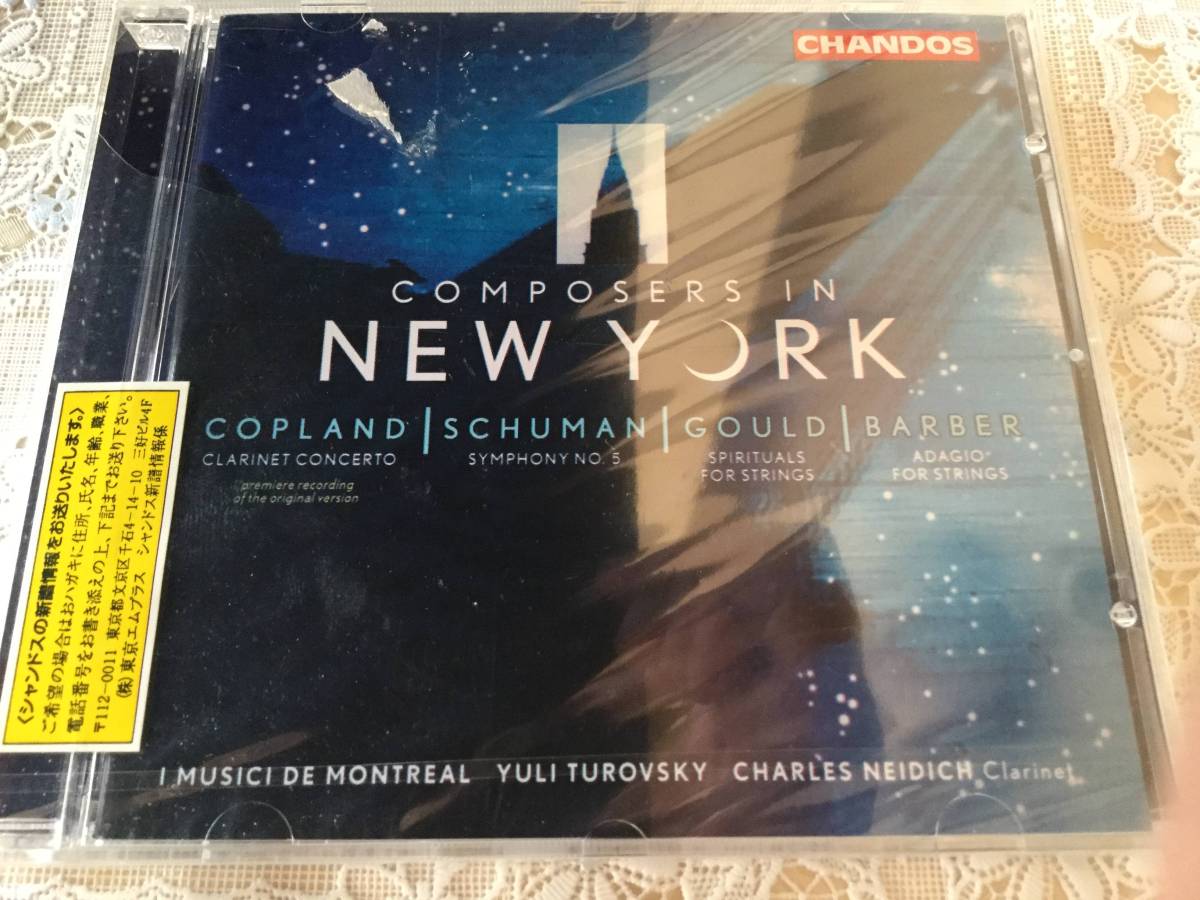 CHANDOS
COMPOSERS IN
NEW YORK
COPLAND | SCHUMAN | GOULD | BARBER
CLARINET CONCERTO
premiere recording
of the original version
SYMPHONY NO. 5
SPIRITUALS
FOR STRINGS
ADAGIO
FOR STRINGS
I MUSICI DE MONTREAL YULI TUROVSKY CHARLES NEIDICH Clarinet
〈シャンドスの新譜情報をお送りいたします。〉
ご希望の場合はおハガキに住所、氏名、年齢、職業、
電話番号をお書き添えの上、下記までお送り下さい。
〒112-0011 東京都文京区千石4-14-10 三好ビル4F
(株)東京エムプラス シャンドス新譜情報係